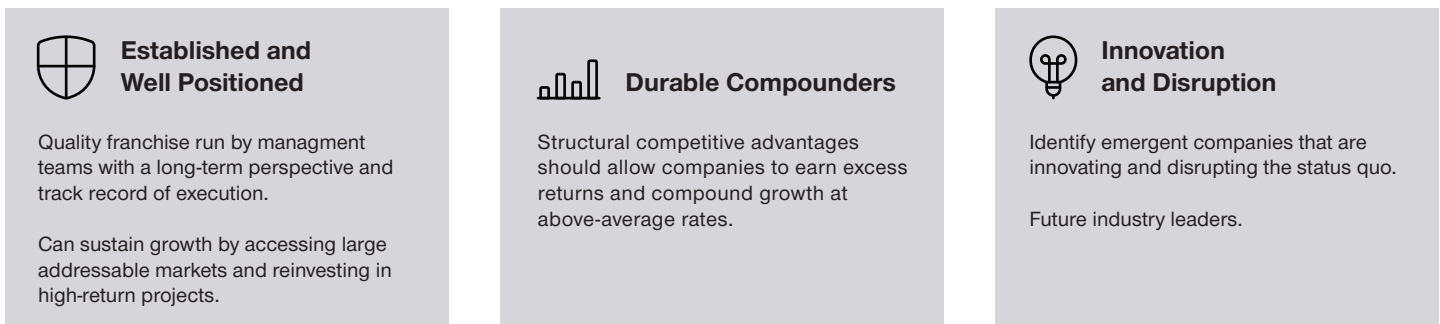 Established and
Well Positioned
Quality franchise run by managment
teams with a long-term perspective and
track record of execution.
Can sustain growth by accessing large
addressable markets and reinvesting in
high-return projects.
Durable Compounders
Structural competitive advantages
should allow companies to earn excess
returns and compound growth at
above-average rates.
Innovation
and Disruption
Identify emergent companies that are
innovating and disrupting the status quo.
Future industry leaders.